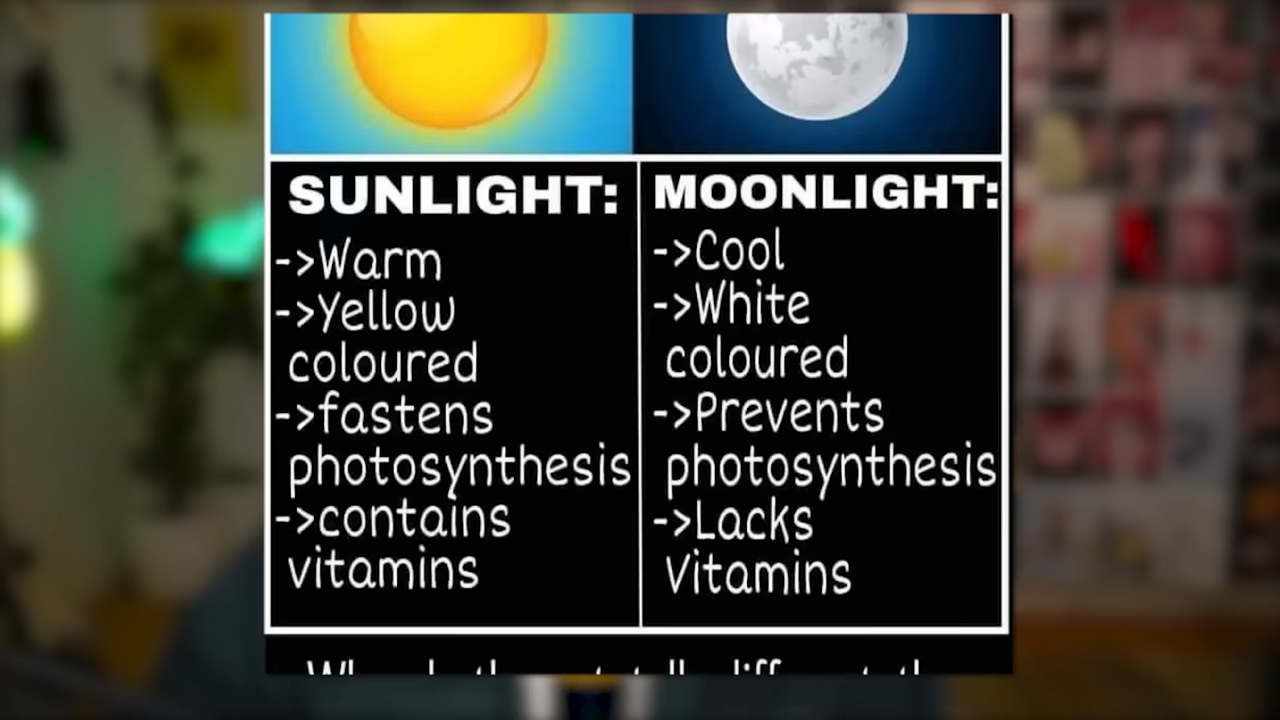 SUNLIGHT:
->Warm
->Yellow
coloured
->fastens
photosynthesis
->contains
vitamins
MOONLIGHT:
->Cool
->White
coloured
->Prevents
photosynthesis
->Lacks
Vitamins